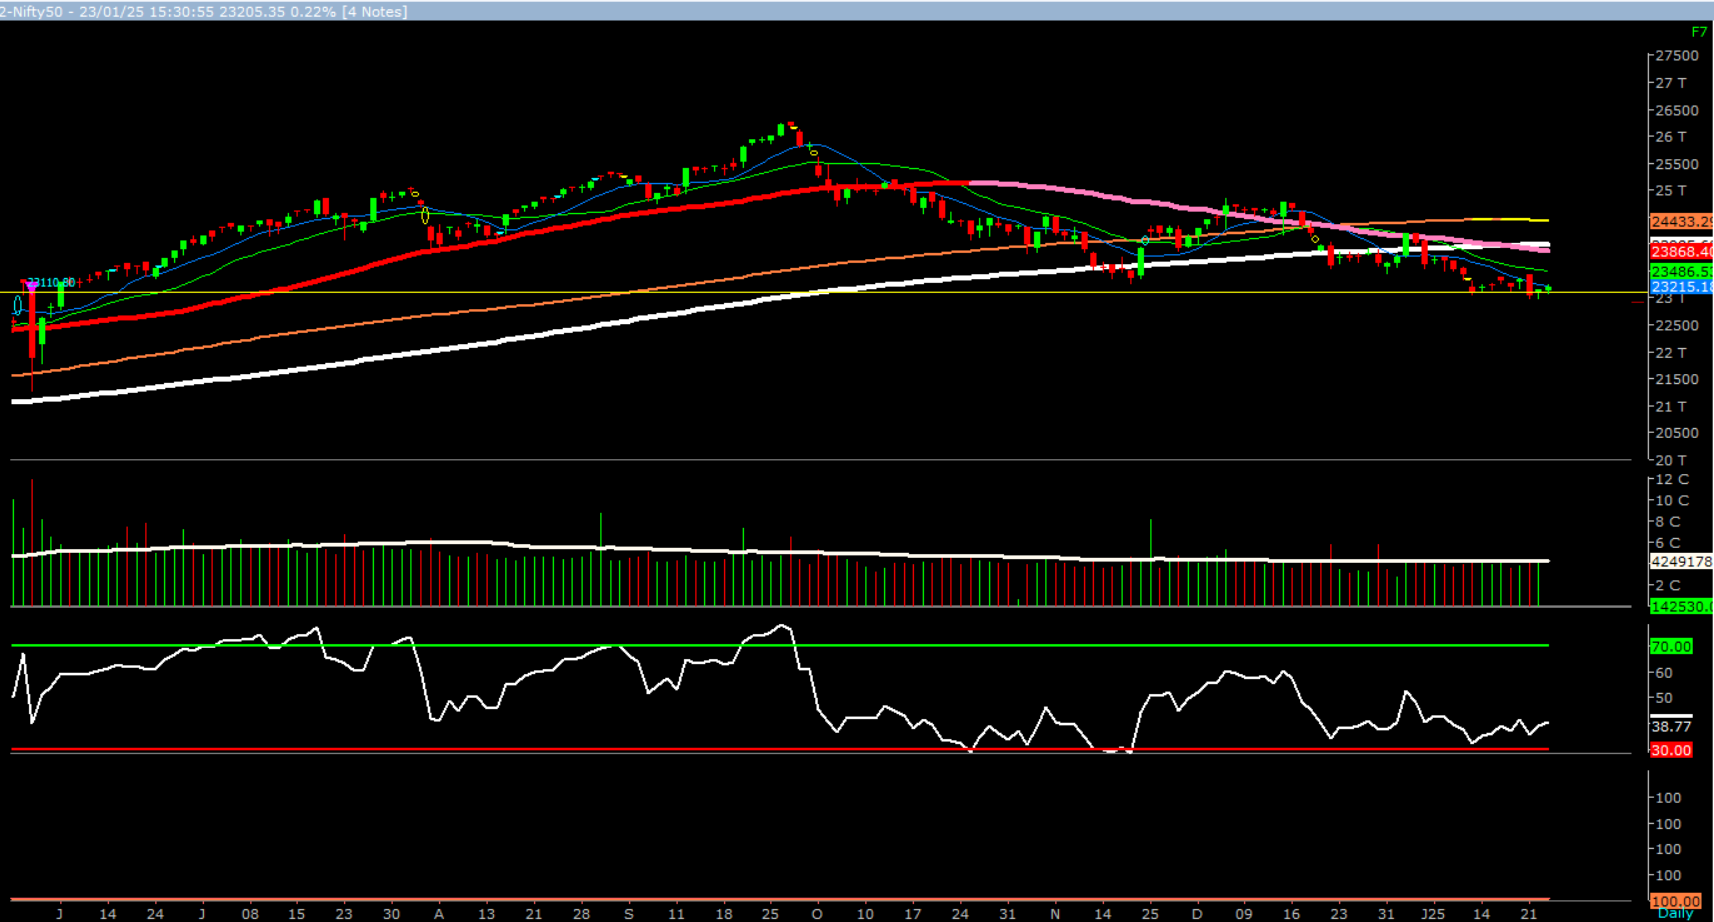 2-Nifty50 - 23/01/25 15:30:55 23205.35 0.22% [4 Notes]
F7
27500
27 T
26500
26 T
25500
25 T
24433.29
23868.40
23486.53
23215.18
23 T
22500
22 T
21500
21 T
20500
20 T
23110.80
12 C
10 C
8 C
6 C
4249178
2 C
142530.0
70.00
60
50
38.77
30.00
100
100
100
100
100.00
J 14 24 J 08 15 23 30 A 13 21 28 S 11 18 25 O 10 17 24 31 N 14 25 D 09 16 23 31 J25 14 21
Daily